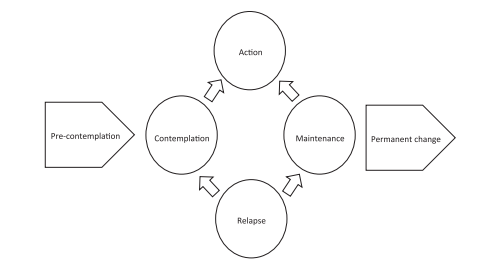 Action
Pre-contemplation
Contemplation
Maintenance
Permanent change
Relapse